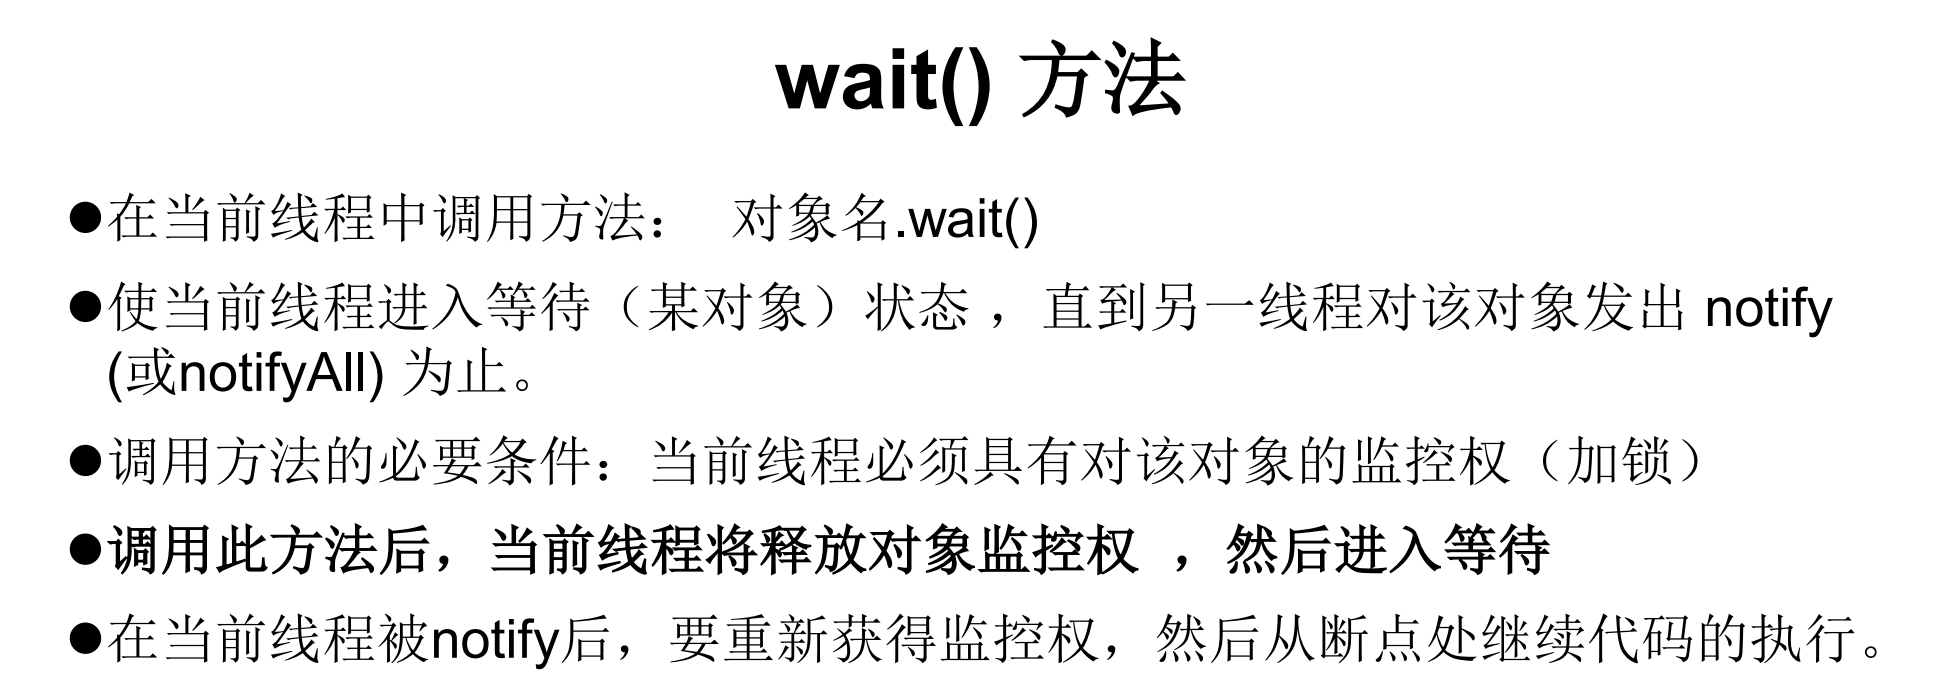 wait() 方法
●在当前线程中调用方法： 对象名.wait()
●使当前线程进入等待（某对象）状态 ，直到另一线程对该对象发出 notify
(或notifyAll) 为止。
●调用方法的必要条件：当前线程必须具有对该对象的监控权（加锁）
●调用此方法后，当前线程将释放对象监控权 ，然后进入等待
●在当前线程被notify后，要重新获得监控权，然后从断点处继续代码的执行。